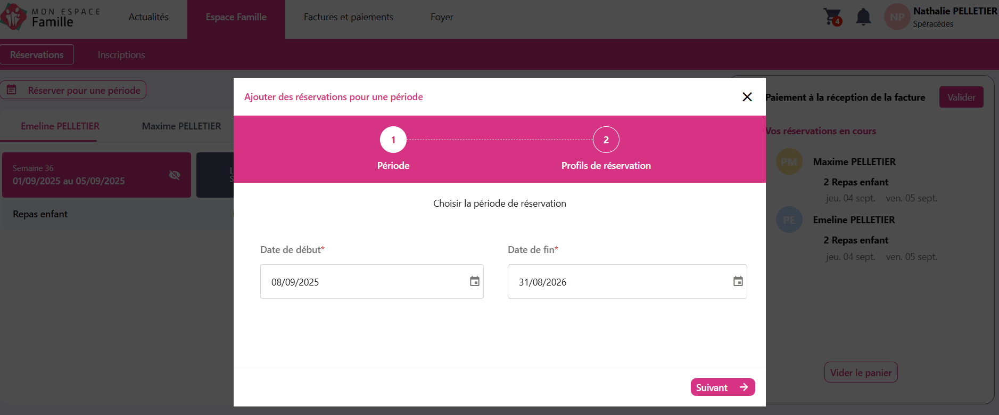 MON ESPACE
Famille
Actualités
Espace Famille
Factures et paiements
Foyer
4
NP
Nathalie PELLETIER
Spéracèdes
Réservations
Inscriptions
Réserver pour une période
Ajouter des réservations pour une période
Paiement à la réception de la facture
Valider
Emeline PELLETIER
Maxime PELLETIER
1
2
Période
Profils de réservation
Vos réservations en cours
Semaine 36
01/09/2025 au 05/09/2025
L
S
PM
Maxime PELLETIER
2 Repas enfant
jeu. 04 sept.
ven. 05 sept.
Choisir la période de réservation
Repas enfant
PE
Emeline PELLETIER
2 Repas enfant
jeu. 04 sept.
ven. 05 sept.
Date de début*
Date de fin*
08/09/2025
31/08/2026
Vider le panier
Suivant